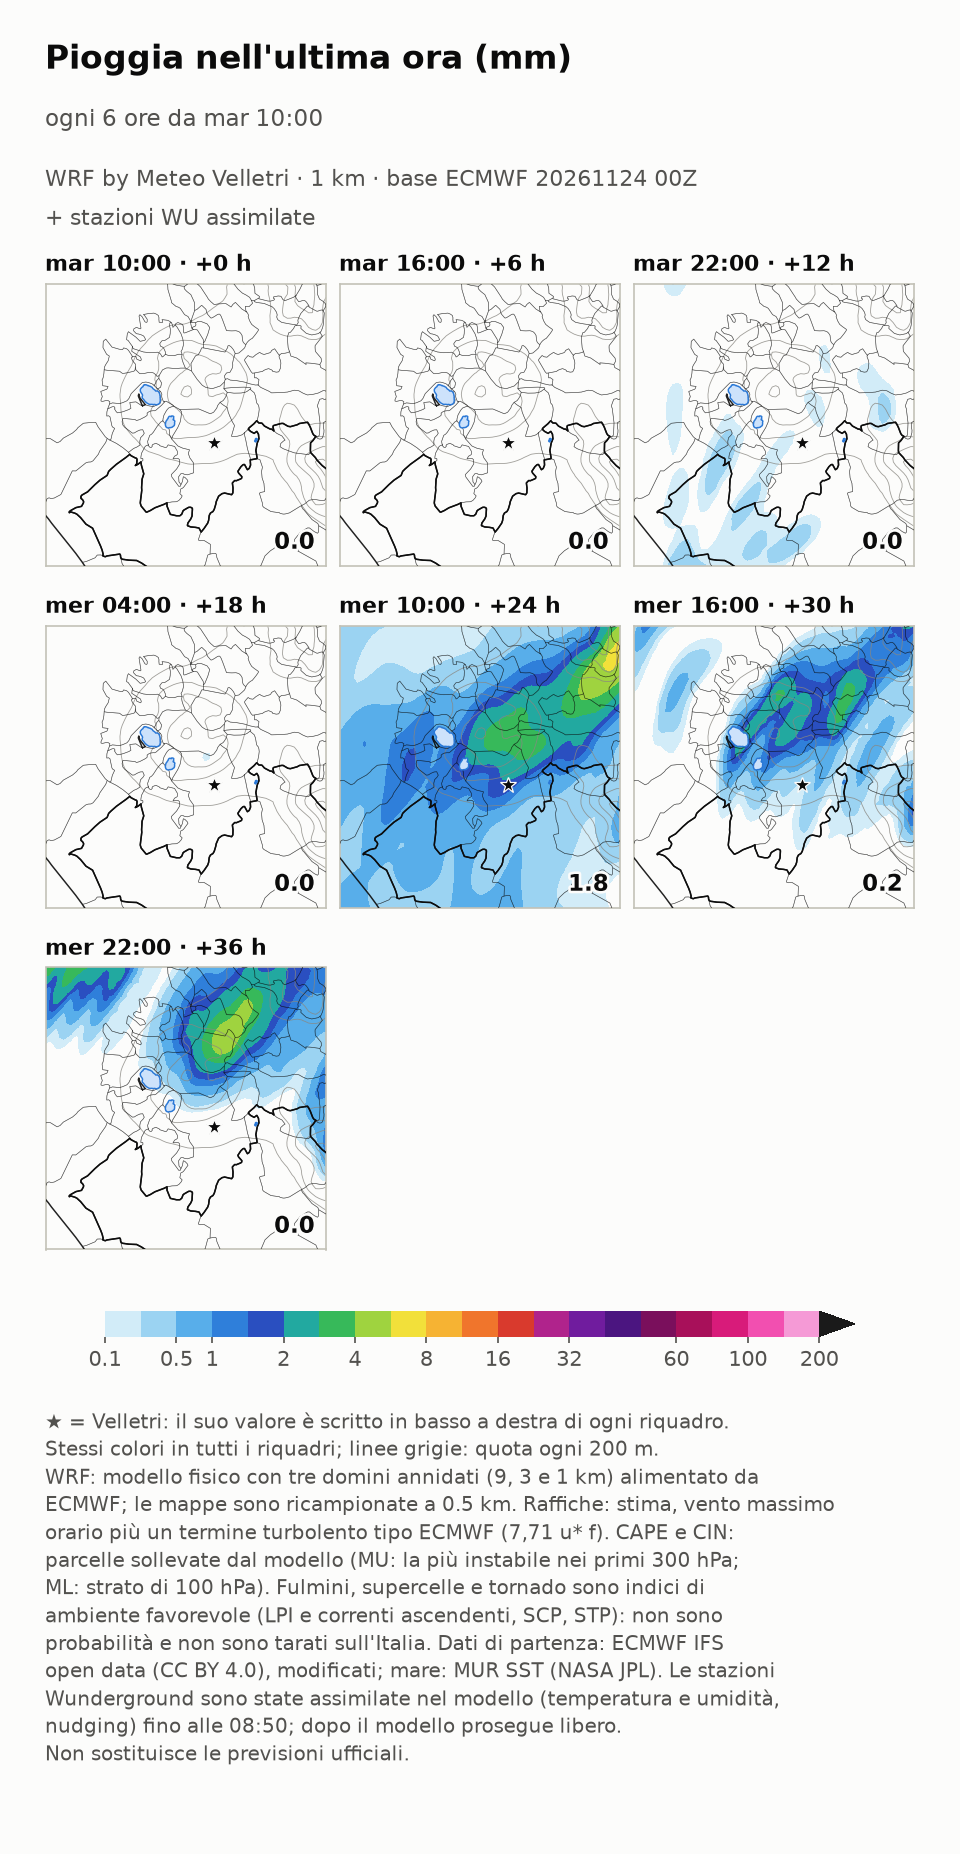 Pioggia nell'ultima ora (mm)
ogni 6 ore da mar 10:00
WRF by Meteo Velletri · 1 km · base ECMWF 20261124 00Z
+ stazioni WU assimilate
mar 10:00 · +0 h
mar 16:00 · +6 h
mar 22:00 · +12 h
0.0
0.0
0.0
mer 04:00 · +18 h
mer 10:00 · +24 h
mer 16:00 · +30 h
0.0
1.8
0.2
mer 22:00 · +36 h
0.0
0.1 0.5 1 2 4 8 16 32 60 100 200
★ = Velletri: il suo valore è scritto in basso a destra di ogni riquadro.
Stessi colori in tutti i riquadri; linee grigie: quota ogni 200 m.
WRF: modello fisico con tre domini annidati (9, 3 e 1 km) alimentato da
ECMWF; le mappe sono ricampionate a 0.5 km. Raffiche: stima, vento massimo
orario più un termine turbolento tipo ECMWF (7,71 u* f). CAPE e CIN:
parcelle sollevate dal modello (MU: la più instabile nei primi 300 hPa;
ML: strato di 100 hPa). Fulmini, supercelle e tornado sono indici di
ambiente favorevole (LPI e correnti ascendenti, SCP, STP): non sono
probabilità e non sono tarati sull'Italia. Dati di partenza: ECMWF IFS
open data (CC BY 4.0), modificati; mare: MUR SST (NASA JPL). Le stazioni
Wunderground sono state assimilate nel modello (temperatura e umidità,
nudging) fino alle 08:50; dopo il modello prosegue libero.
Non sostituisce le previsioni ufficiali.